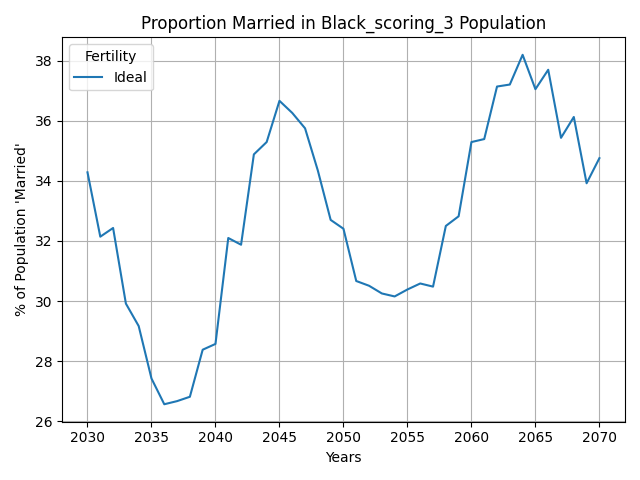 Proportion Married in Black_scoring_3 Population
Fertility
Ideal
% of Population 'Married'
38
36
34
32
30
28
26
2030 2035 2040 2045 2050 2055 2060 2065 2070
Years